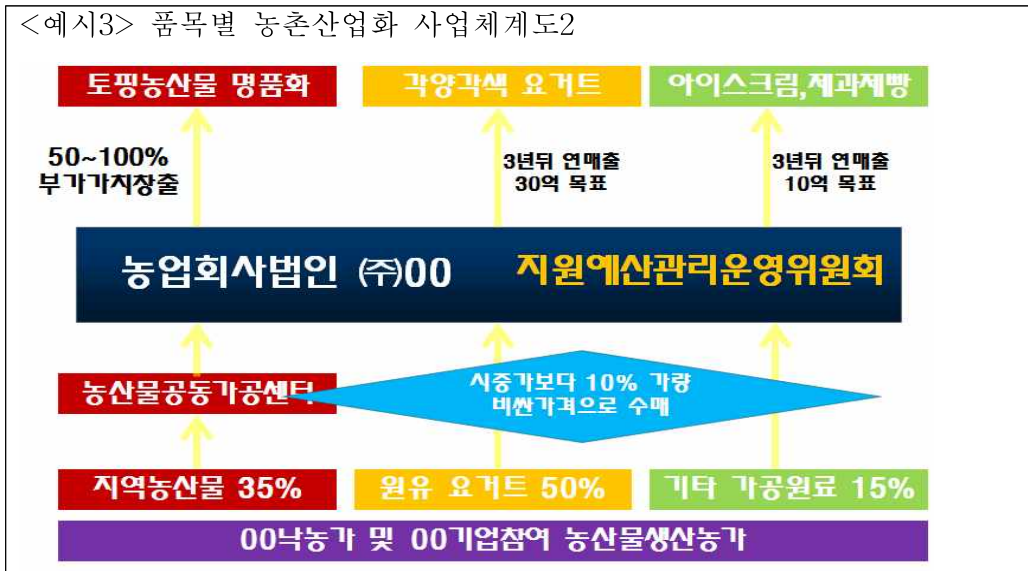 <예시3> 품목별 농촌산업화 사업체계도2
토핑농산물 명품화
각양각색 요거트
아이스크림,제과제빵
50~100%
부가가치창출
3년뒤 연매출
30억 목표
3년뒤 연매출
10억 목표
농업회사법인 ㈜00
지원예산관리운영위원회
농산물공동가공센터
시중가보다 10% 가량
비싼가격으로 수매
지역농산물 35%
원유 요거트 50%
기타 가공원료 15%
00낙농가 및 00기업참여 농산물생산농가